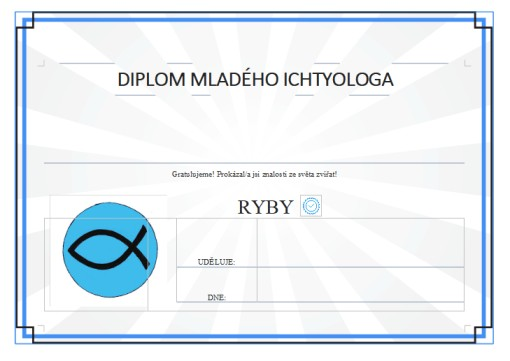 DIPLOM MLADÉHO ICHTYOLOGA
Gratulujeme! Prokázal/a jsi znalosti ze světa zvířat!
RYBY
UDĚLUJE:
DNE: